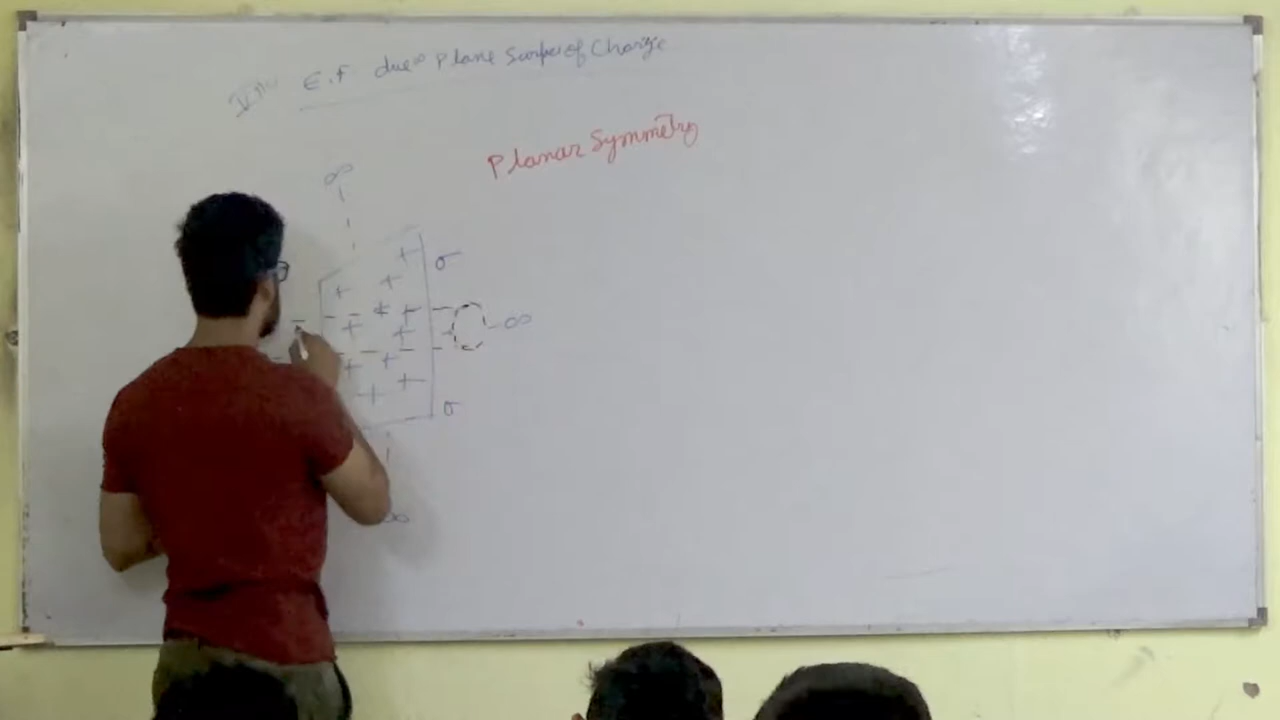 E.F due ∞ Plane Surface of Charge
Planar Symmetry
∞
σ
∞
σ
∞